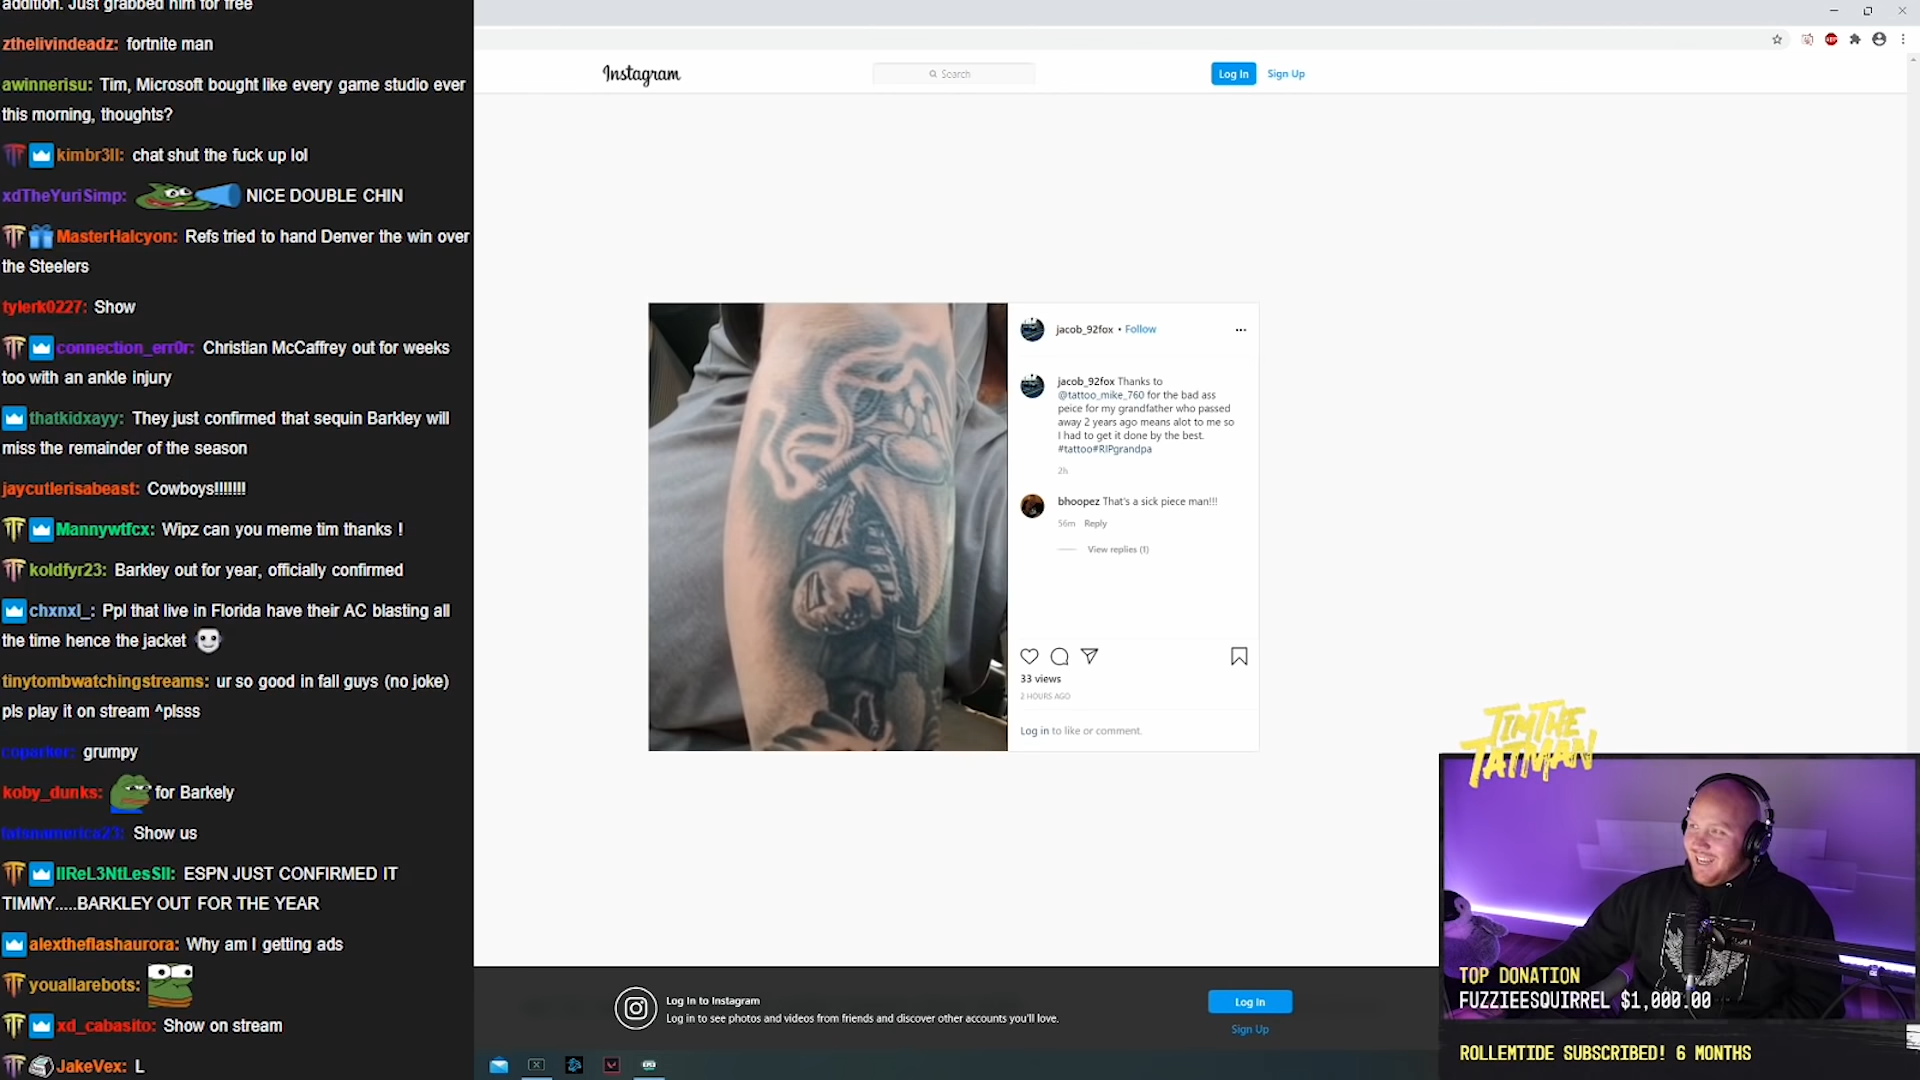 addition. Just grabbed him for free
zthelivindeadz: fortnite man
awinnerisu: Tim, Microsoft bought like every game studio ever
this morning, thoughts?
kimbr3ll: chat shut the fuck up lol
xdTheYuriSimp: NICE DOUBLE CHIN
MasterHalcyon: Refs tried to hand Denver the win over
the Steelers
tylerk0227: Show
connection_err0r: Christian McCaffrey out for weeks
too with an ankle injury
thatkidxayy: They just confirmed that sequin Barkley will
miss the remainder of the season
jaycutlerisabeast: Cowboys!!!!!!!
Mannywtfcx: Wipz can you meme tim thanks !
koldfyr23: Barkley out for year, officially confirmed
chxnxl_: Ppl that live in Florida have their AC blasting all
the time hence the jacket
tinytombwatchingstreams: ur so good in fall guys (no joke)
pls play it on stream ^plsss
coparker: grumpy
koby_dunks: for Barkely
Show us
llReL3NtLesSll: ESPN JUST CONFIRMED IT
TIMMY.....BARKLEY OUT FOR THE YEAR
alextheflashaurora: Why am I getting ads
youallarebots:
xd_cabasito: Show on stream
JakeVex: L
Instagram
Search
Log In
Sign Up
jacob_92fox • Follow
jacob_92fox Thanks to
@tattoo_mike_760 for the bad ass
peice for my grandfather who passed
away 2 years ago means alot to me so
I had to get it done by the best.
#tattoo#RIPgrandpa
2h
bhoopez That's a sick piece man!!!
56m Reply
View replies (1)
33 views
2 HOURS AGO
Log in to like or comment.
Log In to Instagram
Log in to see photos and videos from friends and discover other accounts you'll love.
Log In
Sign Up
TIMTHE
TATMAN
TOP DONATION
FUZZIEESQUIRREL $1,000.00
ROLLEMTIDE SUBSCRIBED! 6 MONTHS